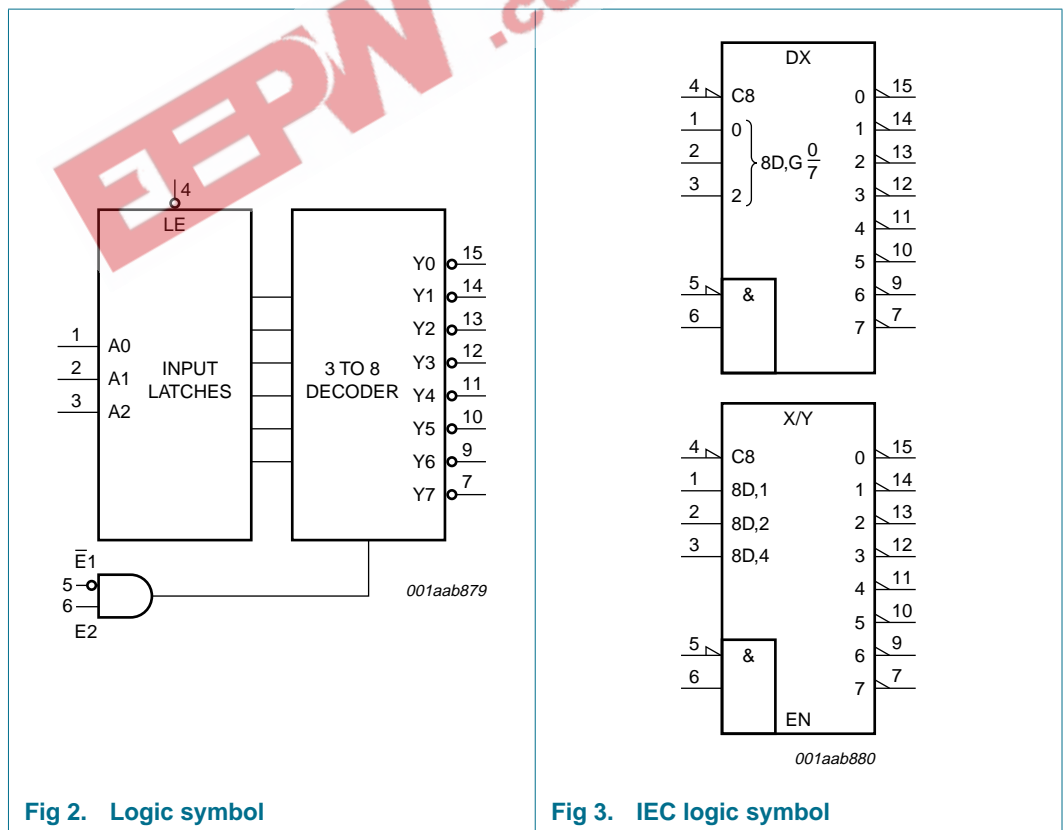 EEPW .co
4
LE
1 A0
2 A1
3 A2
INPUT
LATCHES
3 TO 8
DECODER
Y0 15
Y1 14
Y2 13
Y3 12
Y4 11
Y5 10
Y6 9
Y7 7
E̅1
5
6
E2
001aab879
Fig 2. Logic symbol
DX
4 C8
1 0
2
3 2
8D,G 0/7
5 &
6
0 15
1 14
2 13
3 12
4 11
5 10
6 9
7 7
X/Y
4 C8
1 8D,1
2 8D,2
3 8D,4
5 &
6
EN
0 15
1 14
2 13
3 12
4 11
5 10
6 9
7 7
001aab880
Fig 3. IEC logic symbol